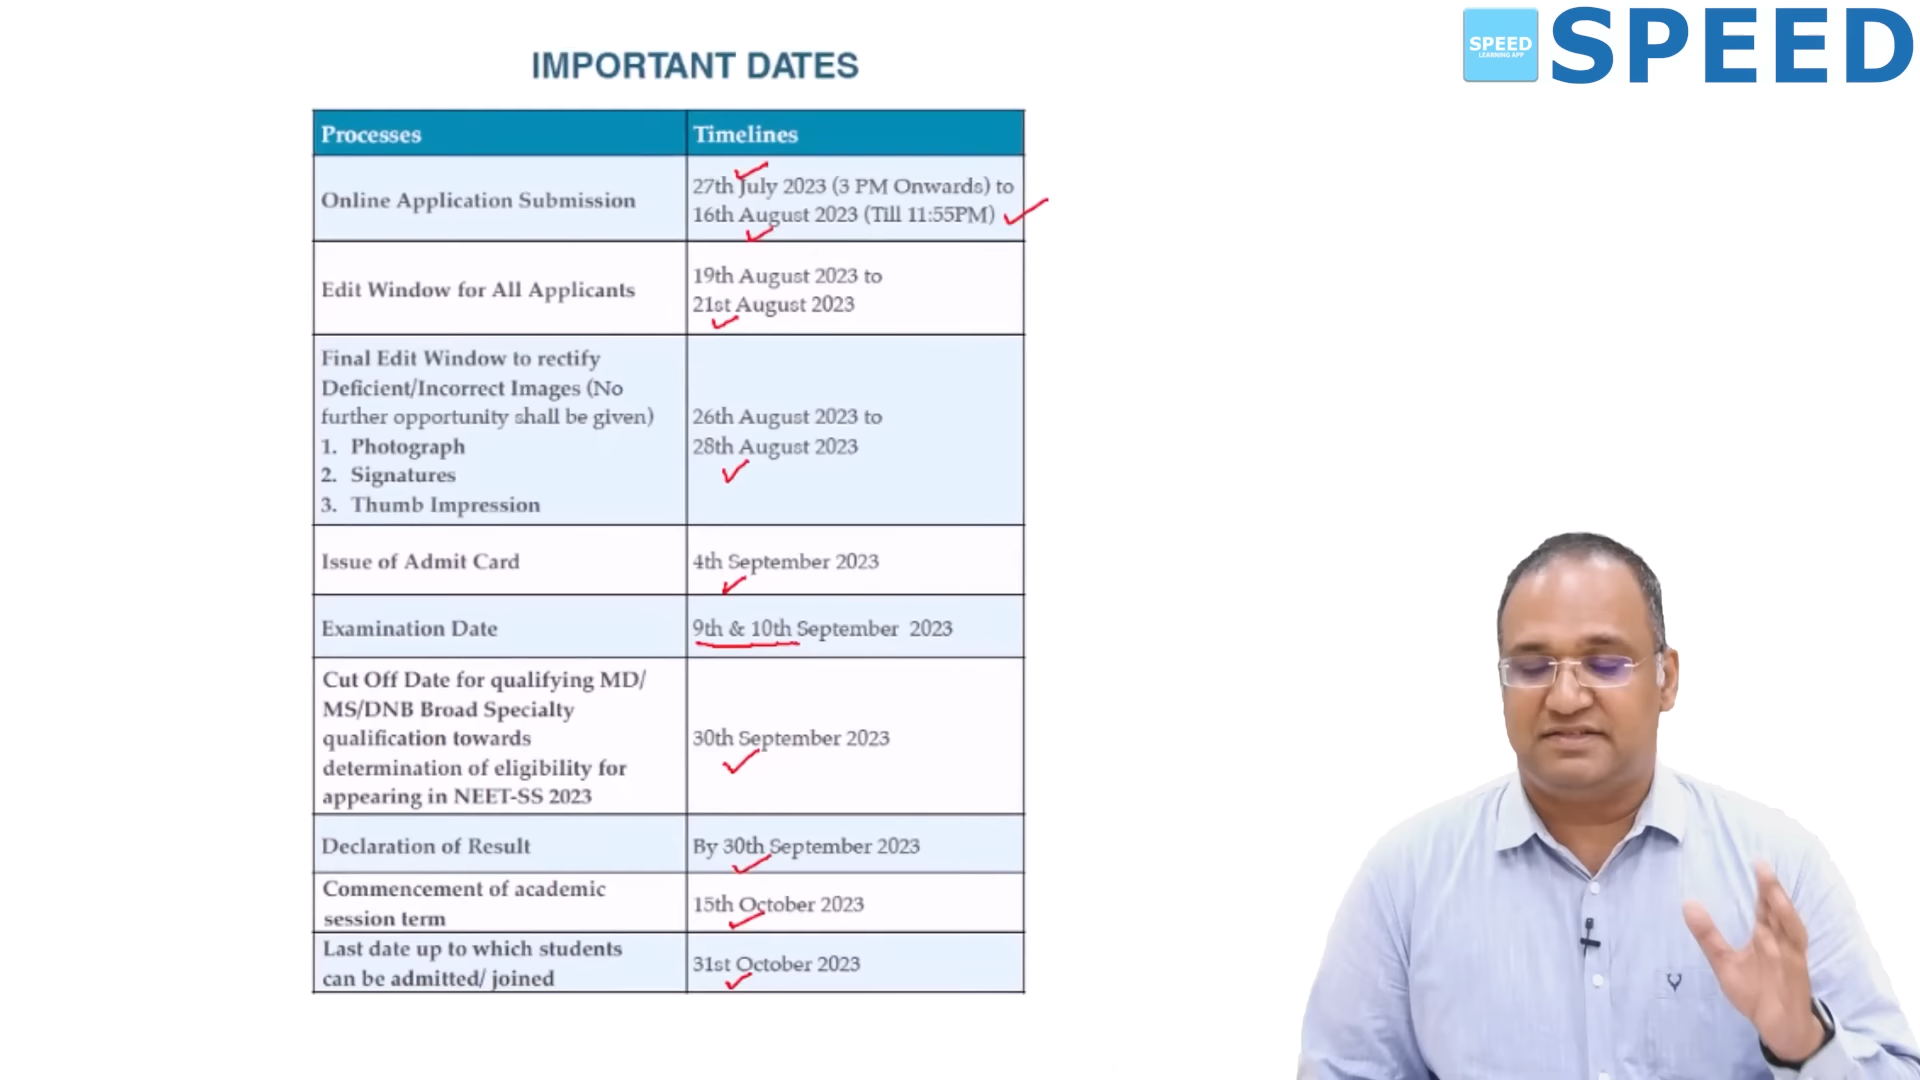 SPEED
LEARNING APP
SPEED
IMPORTANT DATES
Processes
Timelines
Online Application Submission
27th July 2023 (3 PM Onwards) to
16th August 2023 (Till 11:55PM)
Edit Window for All Applicants
19th August 2023 to
21st August 2023
Final Edit Window to rectify
Deficient/Incorrect Images (No
further opportunity shall be given)
1. Photograph
2. Signatures
3. Thumb Impression
26th August 2023 to
28th August 2023
Issue of Admit Card
4th September 2023
Examination Date
9th & 10th September 2023
Cut Off Date for qualifying MD/
MS/DNB Broad Specialty
qualification towards
determination of eligibility for
appearing in NEET-SS 2023
30th September 2023
Declaration of Result
By 30th September 2023
Commencement of academic
session term
15th October 2023
Last date up to which students
can be admitted/ joined
31st October 2023